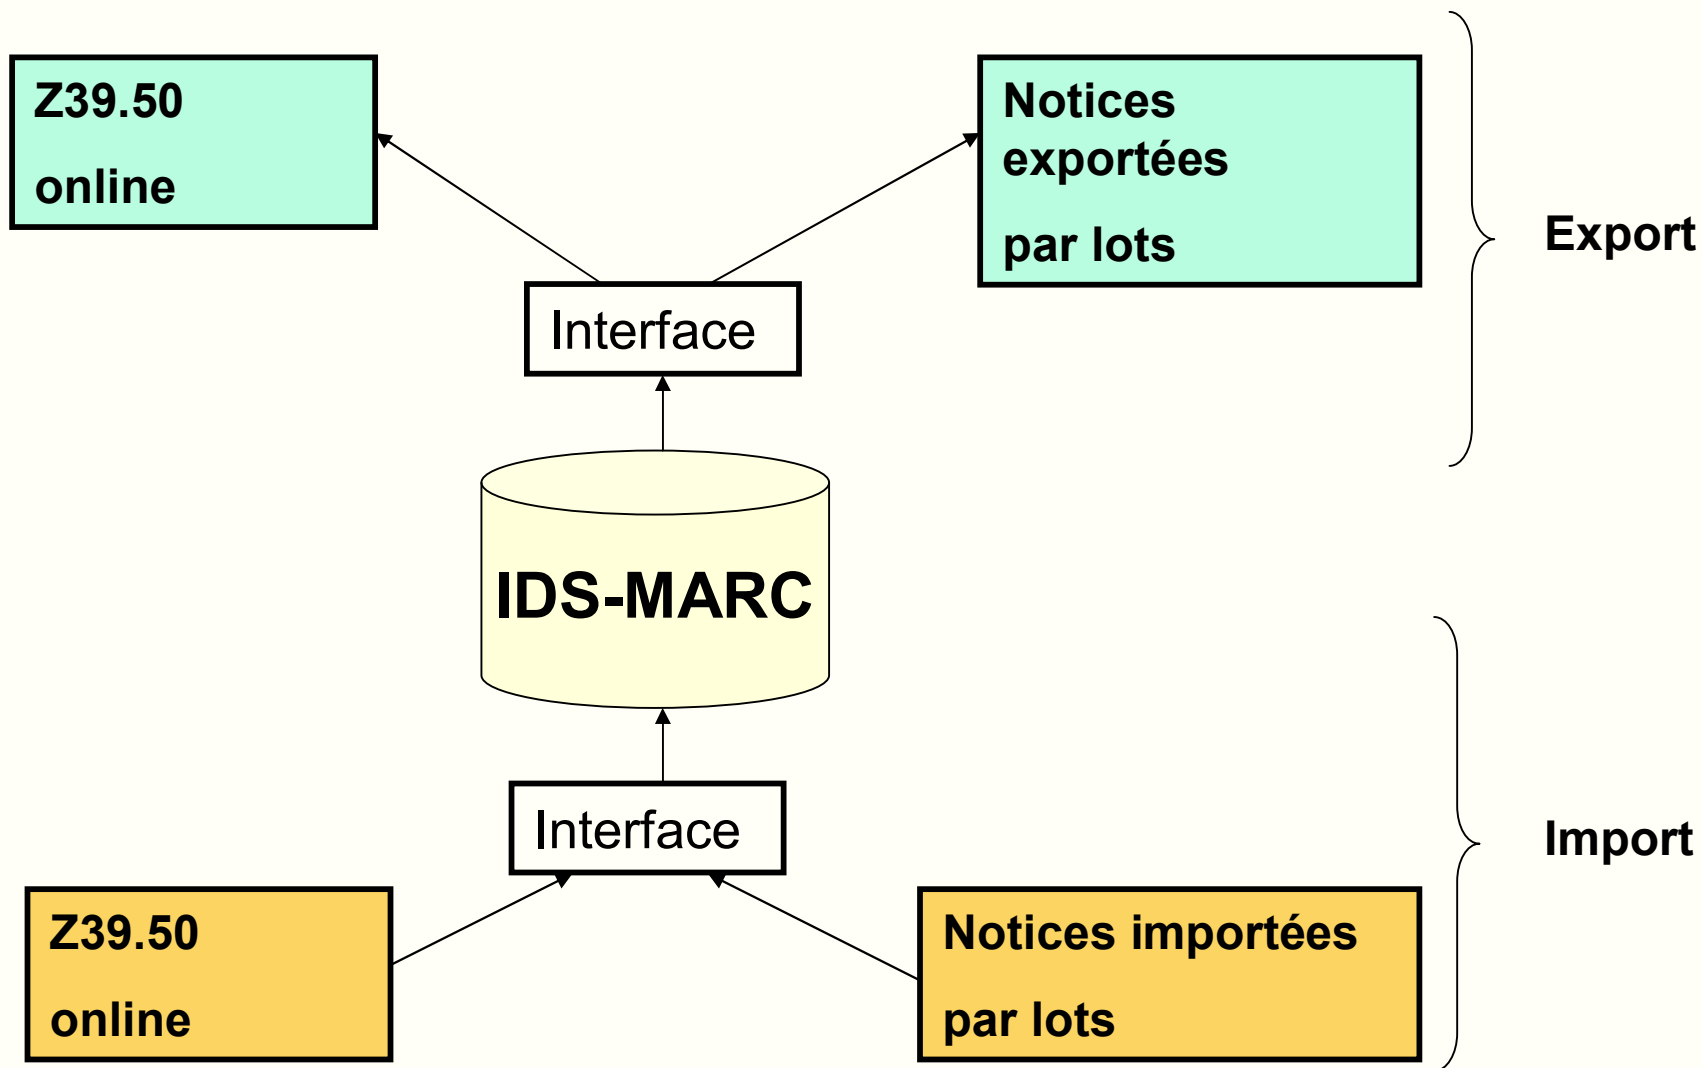 Z39.50
online
Notices
exportées
par lots
Export
Interface
IDS-MARC
Interface
Import
Z39.50
online
Notices importées
par lots